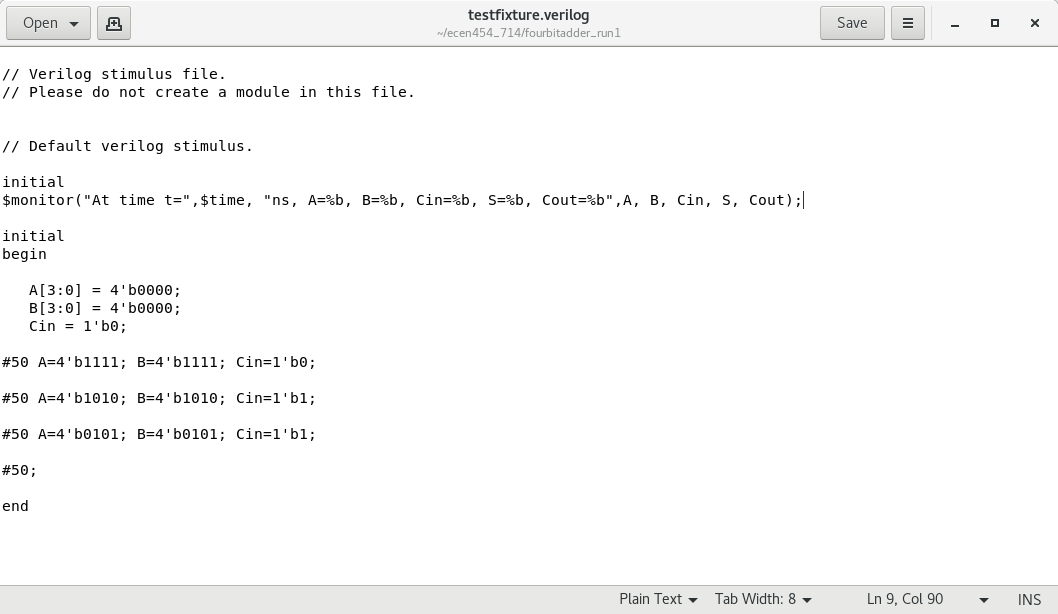 Open
testfixture.verilog
~/ecen454_714/fourbitadder_run1
Save
// Verilog stimulus file.
// Please do not create a module in this file.
// Default verilog stimulus.
initial
$monitor("At time t=",$time, "ns, A=%b, B=%b, Cin=%b, S=%b, Cout=%b",A, B, Cin, S, Cout);
initial
begin
A[3:0] = 4'b0000;
B[3:0] = 4'b0000;
Cin = 1'b0;
#50 A=4'b1111; B=4'b1111; Cin=1'b0;
#50 A=4'b1010; B=4'b1010; Cin=1'b1;
#50 A=4'b0101; B=4'b0101; Cin=1'b1;
#50;
end
Plain Text Tab Width: 8 Ln 9, Col 90 INS